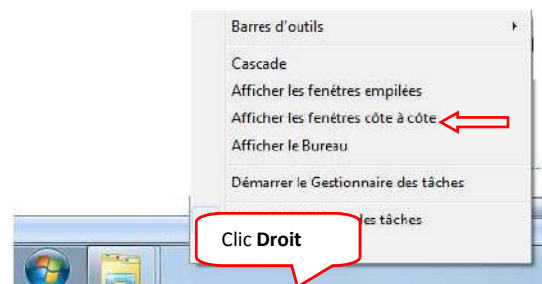 Barres d'outils
Cascade
Afficher les fenêtres empilées
Afficher les fenêtres côte à côte
Afficher le Bureau
Démarrer le Gestionnaire des tâches
des tâches
Clic Droit